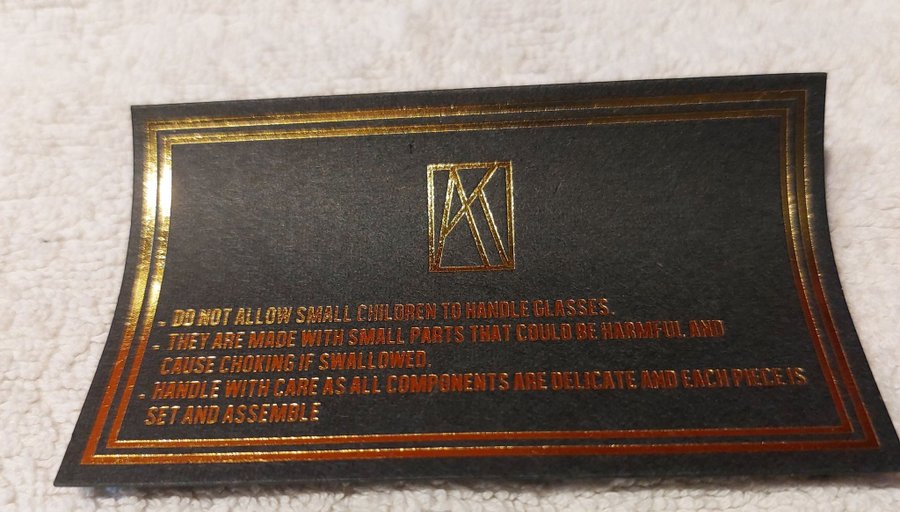 AK
- DO NOT ALLOW SMALL CHILDREN TO HANDLE GLASSES.
- THEY ARE MADE WITH SMALL PARTS THAT COULD BE HARMFUL AND
CAUSE CHOKING IF SWALLOWED.
- HANDLE WITH CARE AS ALL COMPONENTS ARE DELICATE AND EACH PIECE IS
SET AND ASSEMBLE